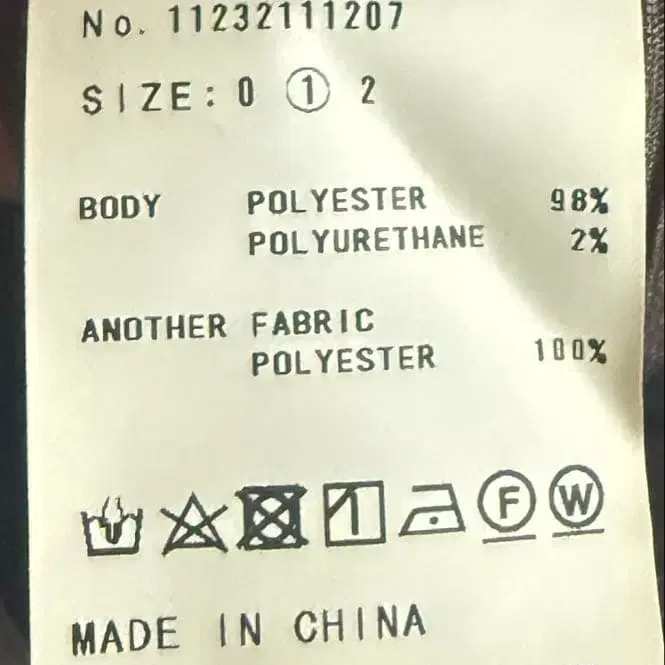 No. 11232111207
SIZE: 0 ① 2
BODY POLYESTER 98%
POLYURETHANE 2%
ANOTHER FABRIC
POLYESTER 100%
F W
MADE IN CHINA